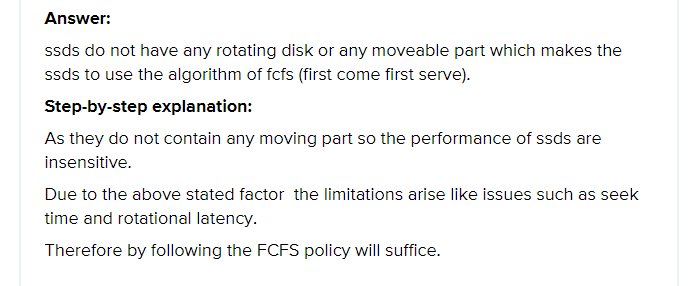 Answer:
ssds do not have any rotating disk or any moveable part which makes the
ssds to use the algorithm of fcfs (first come first serve).
Step-by-step explanation:
As they do not contain any moving part so the performance of ssds are
insensitive.
Due to the above stated factor  the limitations arise like issues such as seek
time and rotational latency.
Therefore by following the FCFS policy will suffice.